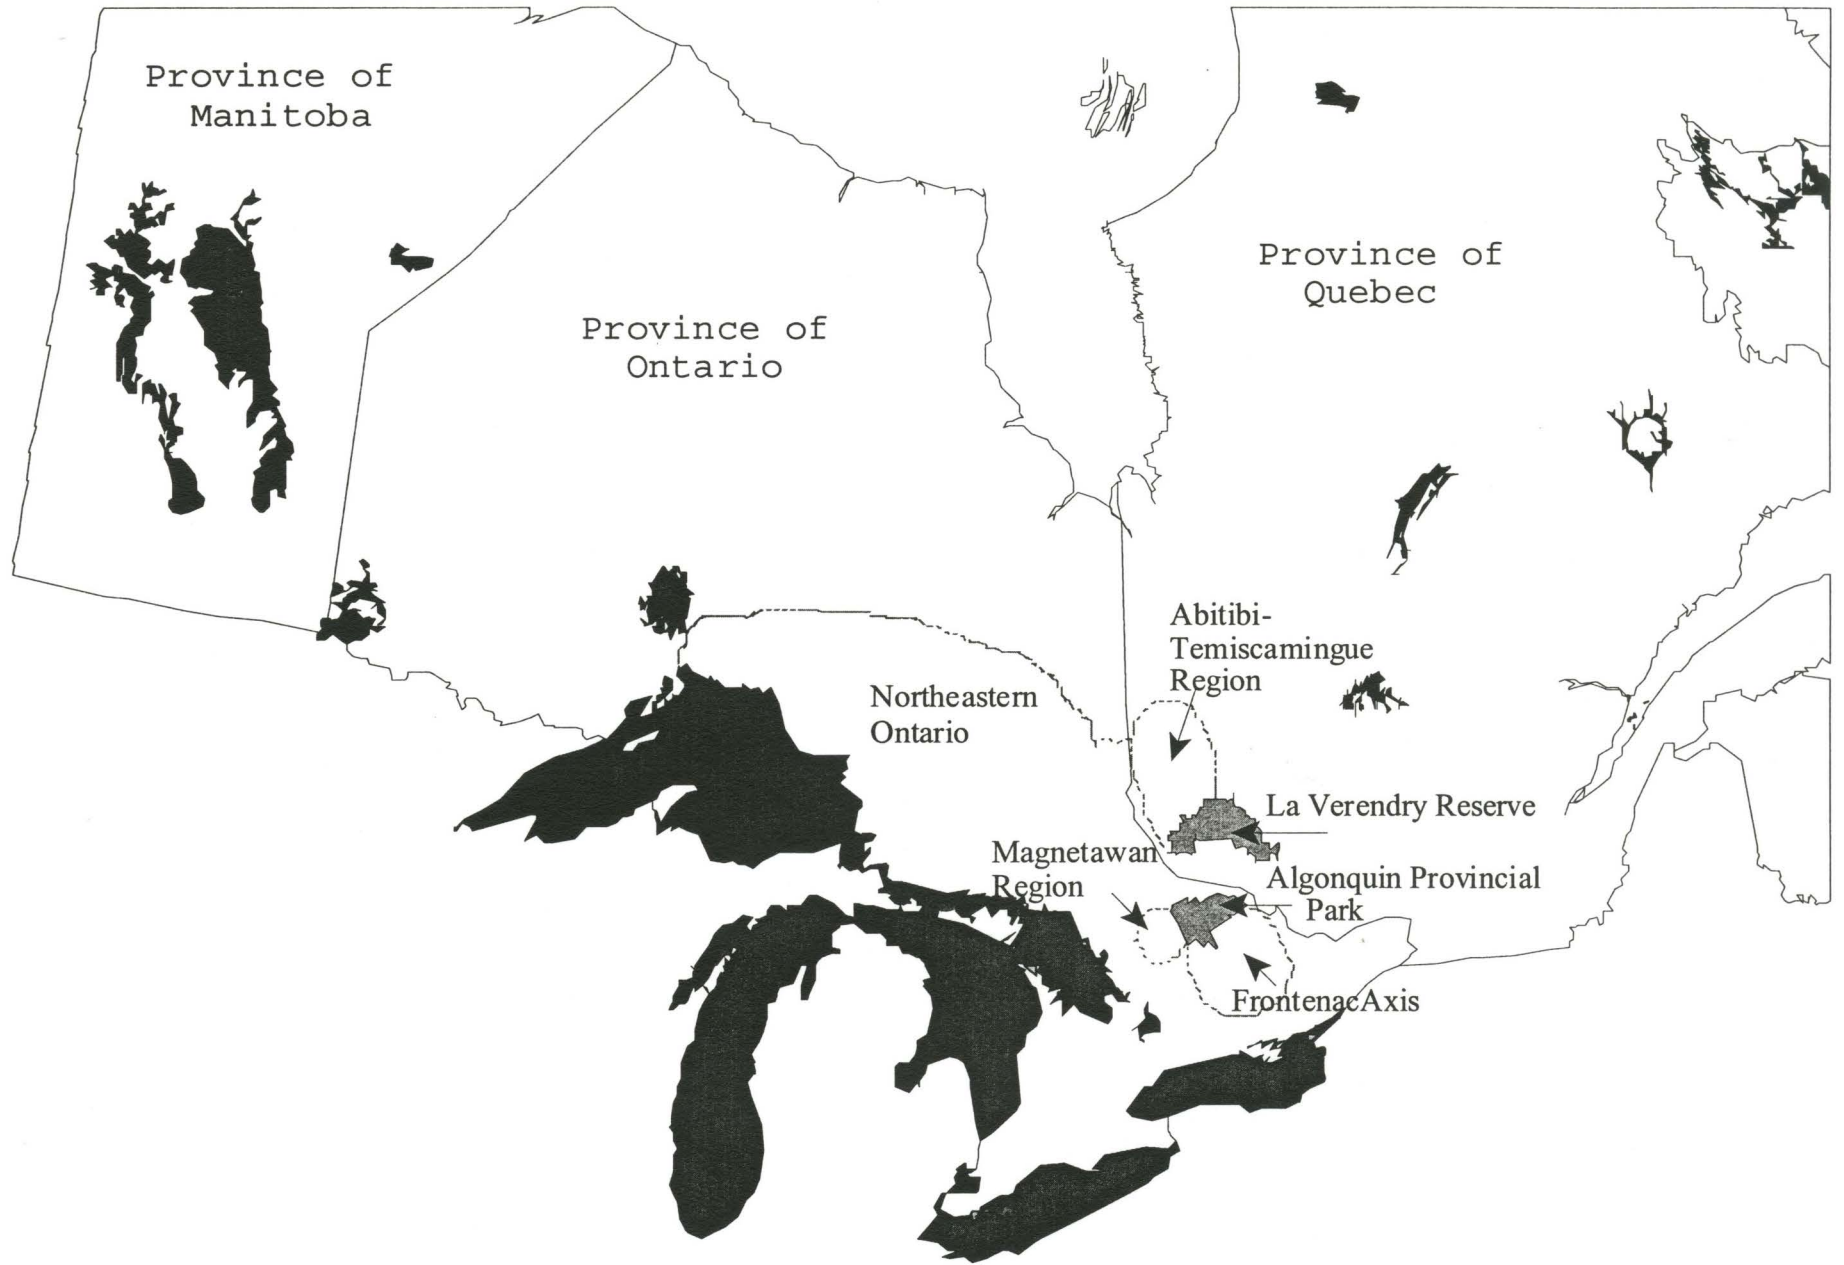 Province of
Manitoba
Province of
Quebec
Province of
Ontario
Abitibi-
Temiscamingue
Region
Northeastern
Ontario
La Verendry Reserve
Magnetawan
Region
Algonquin Provincial
Park
FrontenacAxis